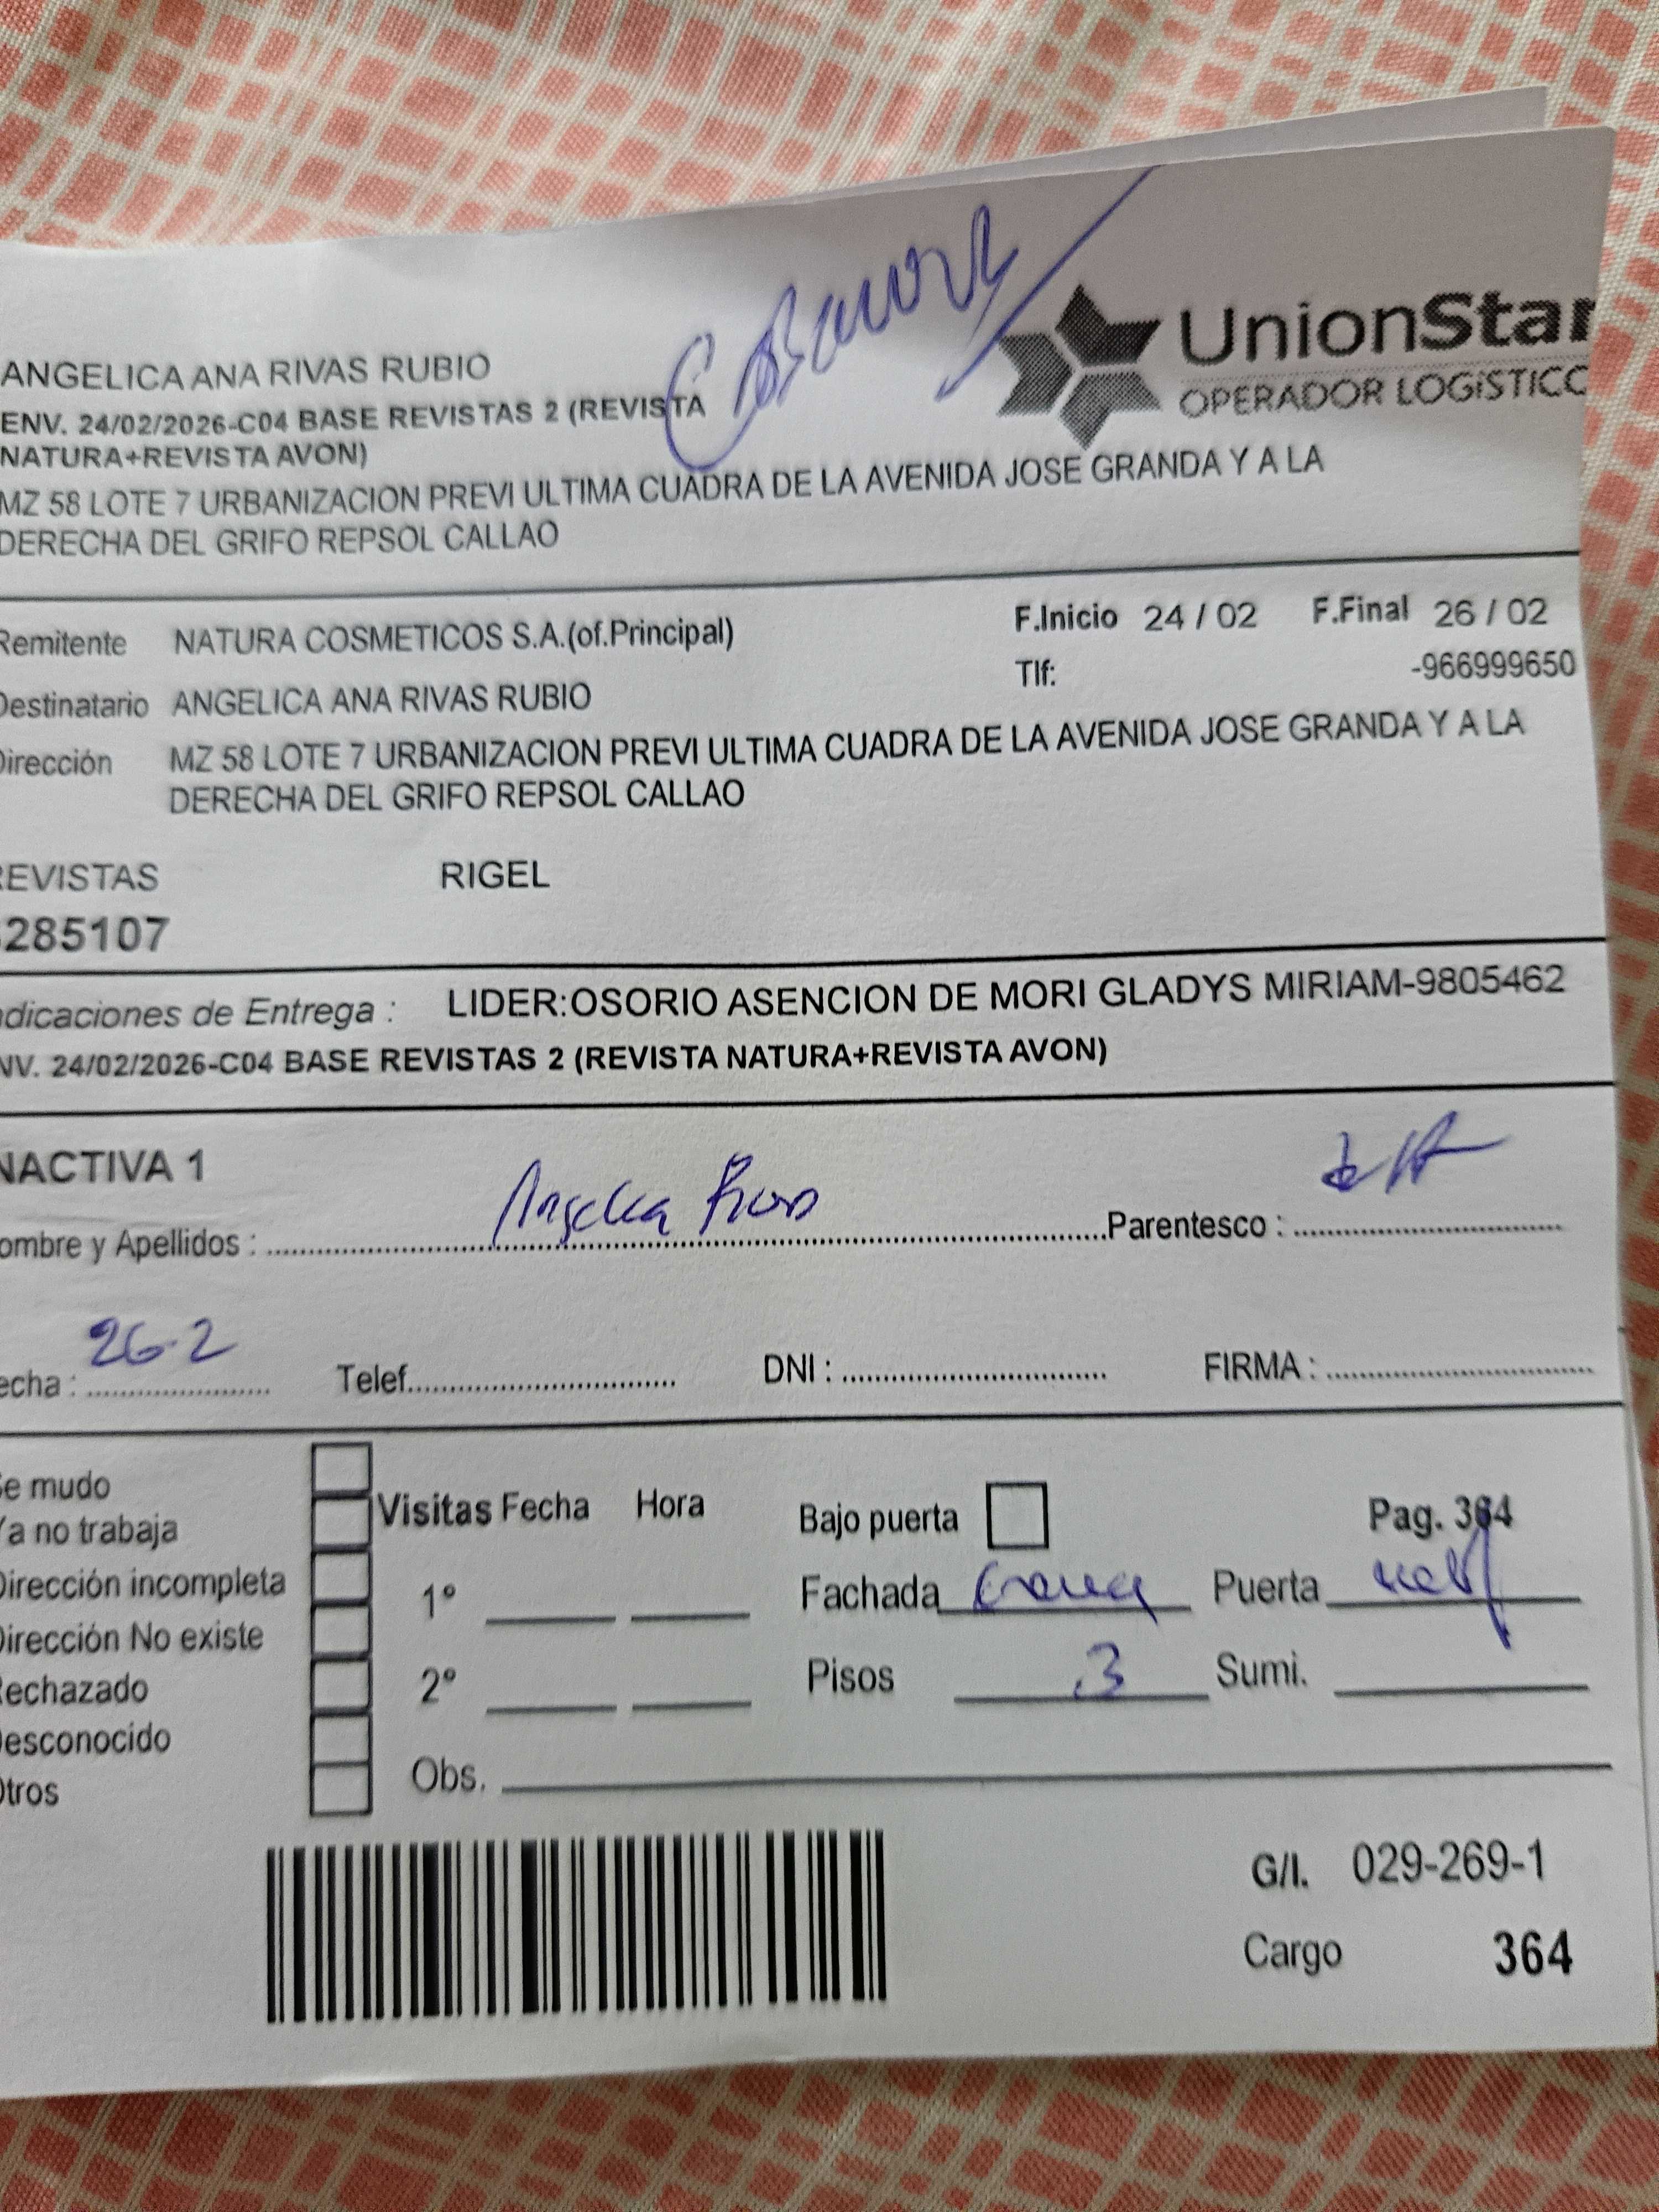 UnionStar
OPERADOR LOGÍSTICO
ANGELICA ANA RIVAS RUBIO
ENV. 24/02/2026-C04 BASE REVISTAS 2 (REVISTA
NATURA+REVISTA AVON)
MZ 58 LOTE 7 URBANIZACION PREVI ULTIMA CUADRA DE LA AVENIDA JOSE GRANDA Y A LA
DERECHA DEL GRIFO REPSOL CALLAO
Remitente NATURA COSMETICOS S.A.(of.Principal) F.Inicio 24 / 02 F.Final 26 / 02
Tlf: -966999650
Destinatario ANGELICA ANA RIVAS RUBIO
Dirección MZ 58 LOTE 7 URBANIZACION PREVI ULTIMA CUADRA DE LA AVENIDA JOSE GRANDA Y A LA
DERECHA DEL GRIFO REPSOL CALLAO
REVISTAS RIGEL
285107
ndicaciones de Entrega : LIDER:OSORIO ASENCION DE MORI GLADYS MIRIAM-9805462
NV. 24/02/2026-C04 BASE REVISTAS 2 (REVISTA NATURA+REVISTA AVON)
NACTIVA 1
ombre y Apellidos : Angelica Rivas Parentesco :
echa : 26-2 Telef. DNI : FIRMA :
Se mudo
Ya no trabaja
Dirección incompleta
Dirección No existe
Rechazado
Desconocido
Otros
Visitas Fecha Hora
1º
2º
Obs.
Bajo puerta Pag. 364
Fachada Puerta
Pisos 3 Sumi.
G/I. 029-269-1
Cargo 364